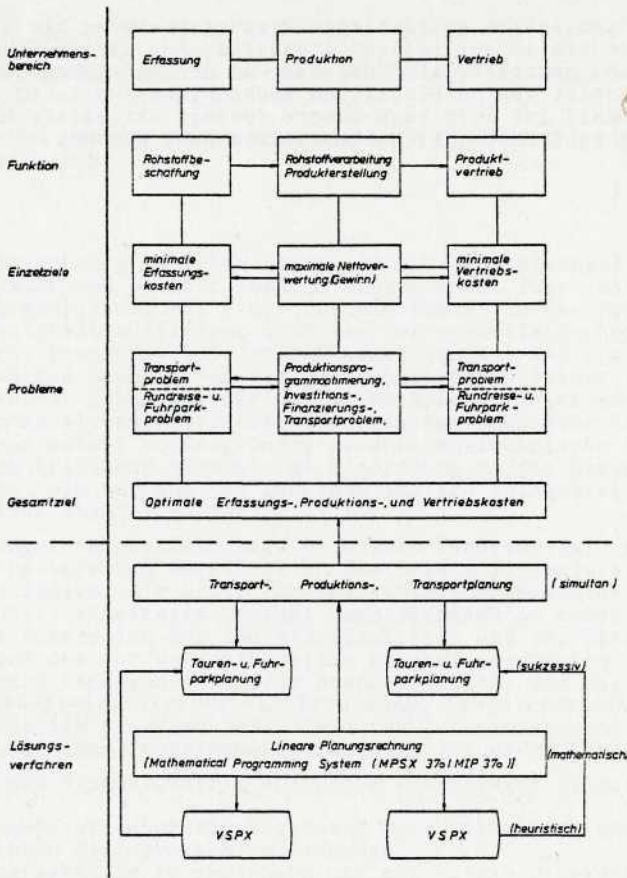 Unternehmens-
bereich
Erfassung
Produktion
Vertrieb
Funktion
Rohstoffbe-
schaffung
Rohstoffverarbeitung
Produkterstellung
Produkt-
vertrieb
Einzelziele
minimale
Erfassungs-
kosten
maximale Nettover-
wertung (Gewinn)
minimale
Vertriebs-
kosten
Probleme
Transport-
problem
Rundreise- u.
Fuhrpark-
problem
Produktionspro-
grammoptimierung,
Investitions-,
Finanzierungs-,
Transportproblem,
Transport-
problem
Rundreise- u.
Fuhrpark-
problem
Gesamtziel
Optimale Erfassungs-, Produktions-, und Vertriebskosten
Transport-, Produktions-, Transportplanung
(simultan)
Touren- u. Fuhr-
parkplanung
Touren- u. Fuhr-
parkplanung
(sukzessiv)
Lösungs-
verfahren
Lineare Planungsrechnung
[Mathematical Programming System (MPSX 370/MIP 370)]
(mathematisch)
VSPX
VSPX
(heuristisch)